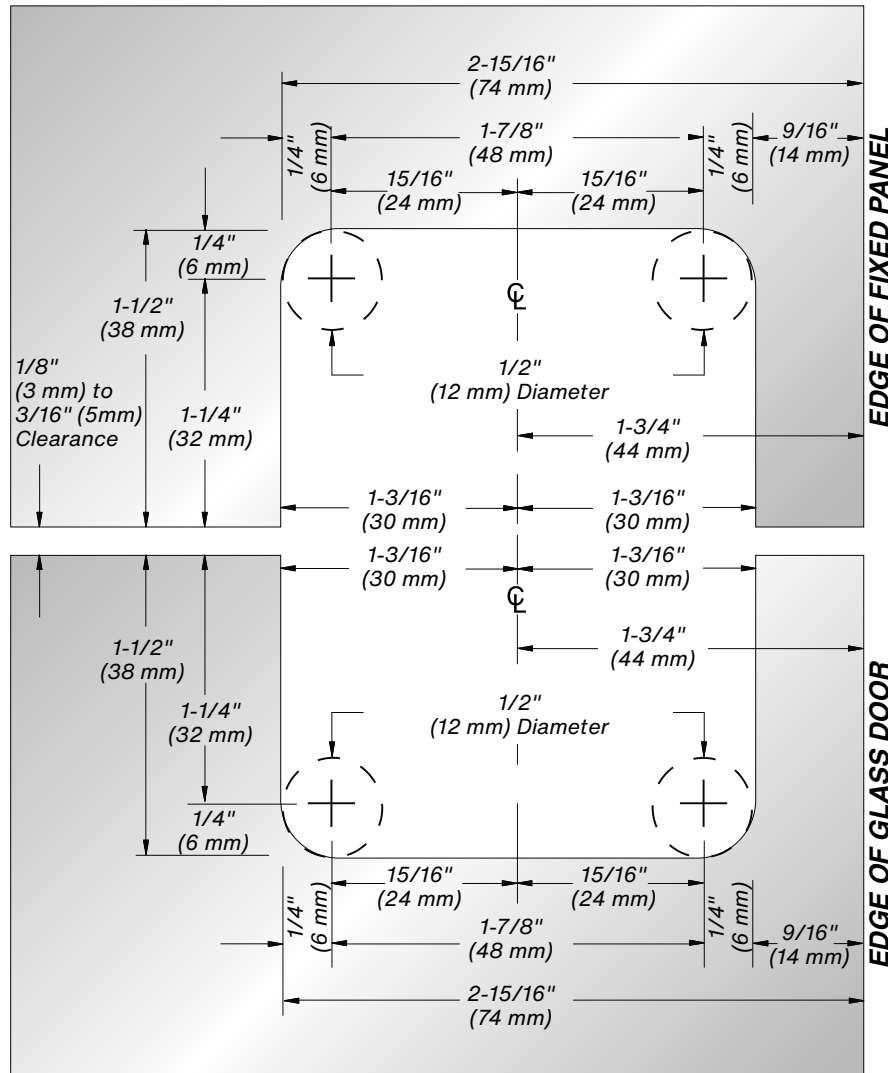 2-15/16"
(74 mm)
1/4"
(6 mm)
1-7/8"
(48 mm)
1/4"
(6 mm)
9/16"
(14 mm)
15/16"
(24 mm)
15/16"
(24 mm)
1/4"
(6 mm)
1-1/2"
(38 mm)
℄
1/8"
(3 mm) to
3/16" (5mm)
Clearance
1-1/4"
(32 mm)
1/2"
(12 mm) Diameter
1-3/4"
(44 mm)
1-3/16"
(30 mm)
1-3/16"
(30 mm)
EDGE OF FIXED PANEL
1-3/16"
(30 mm)
1-3/16"
(30 mm)
℄
1-1/2"
(38 mm)
1-3/4"
(44 mm)
1-1/4"
(32 mm)
1/2"
(12 mm) Diameter
1/4"
(6 mm)
15/16"
(24 mm)
15/16"
(24 mm)
1/4"
(6 mm)
1-7/8"
(48 mm)
1/4"
(6 mm)
9/16"
(14 mm)
2-15/16"
(74 mm)
EDGE OF GLASS DOOR